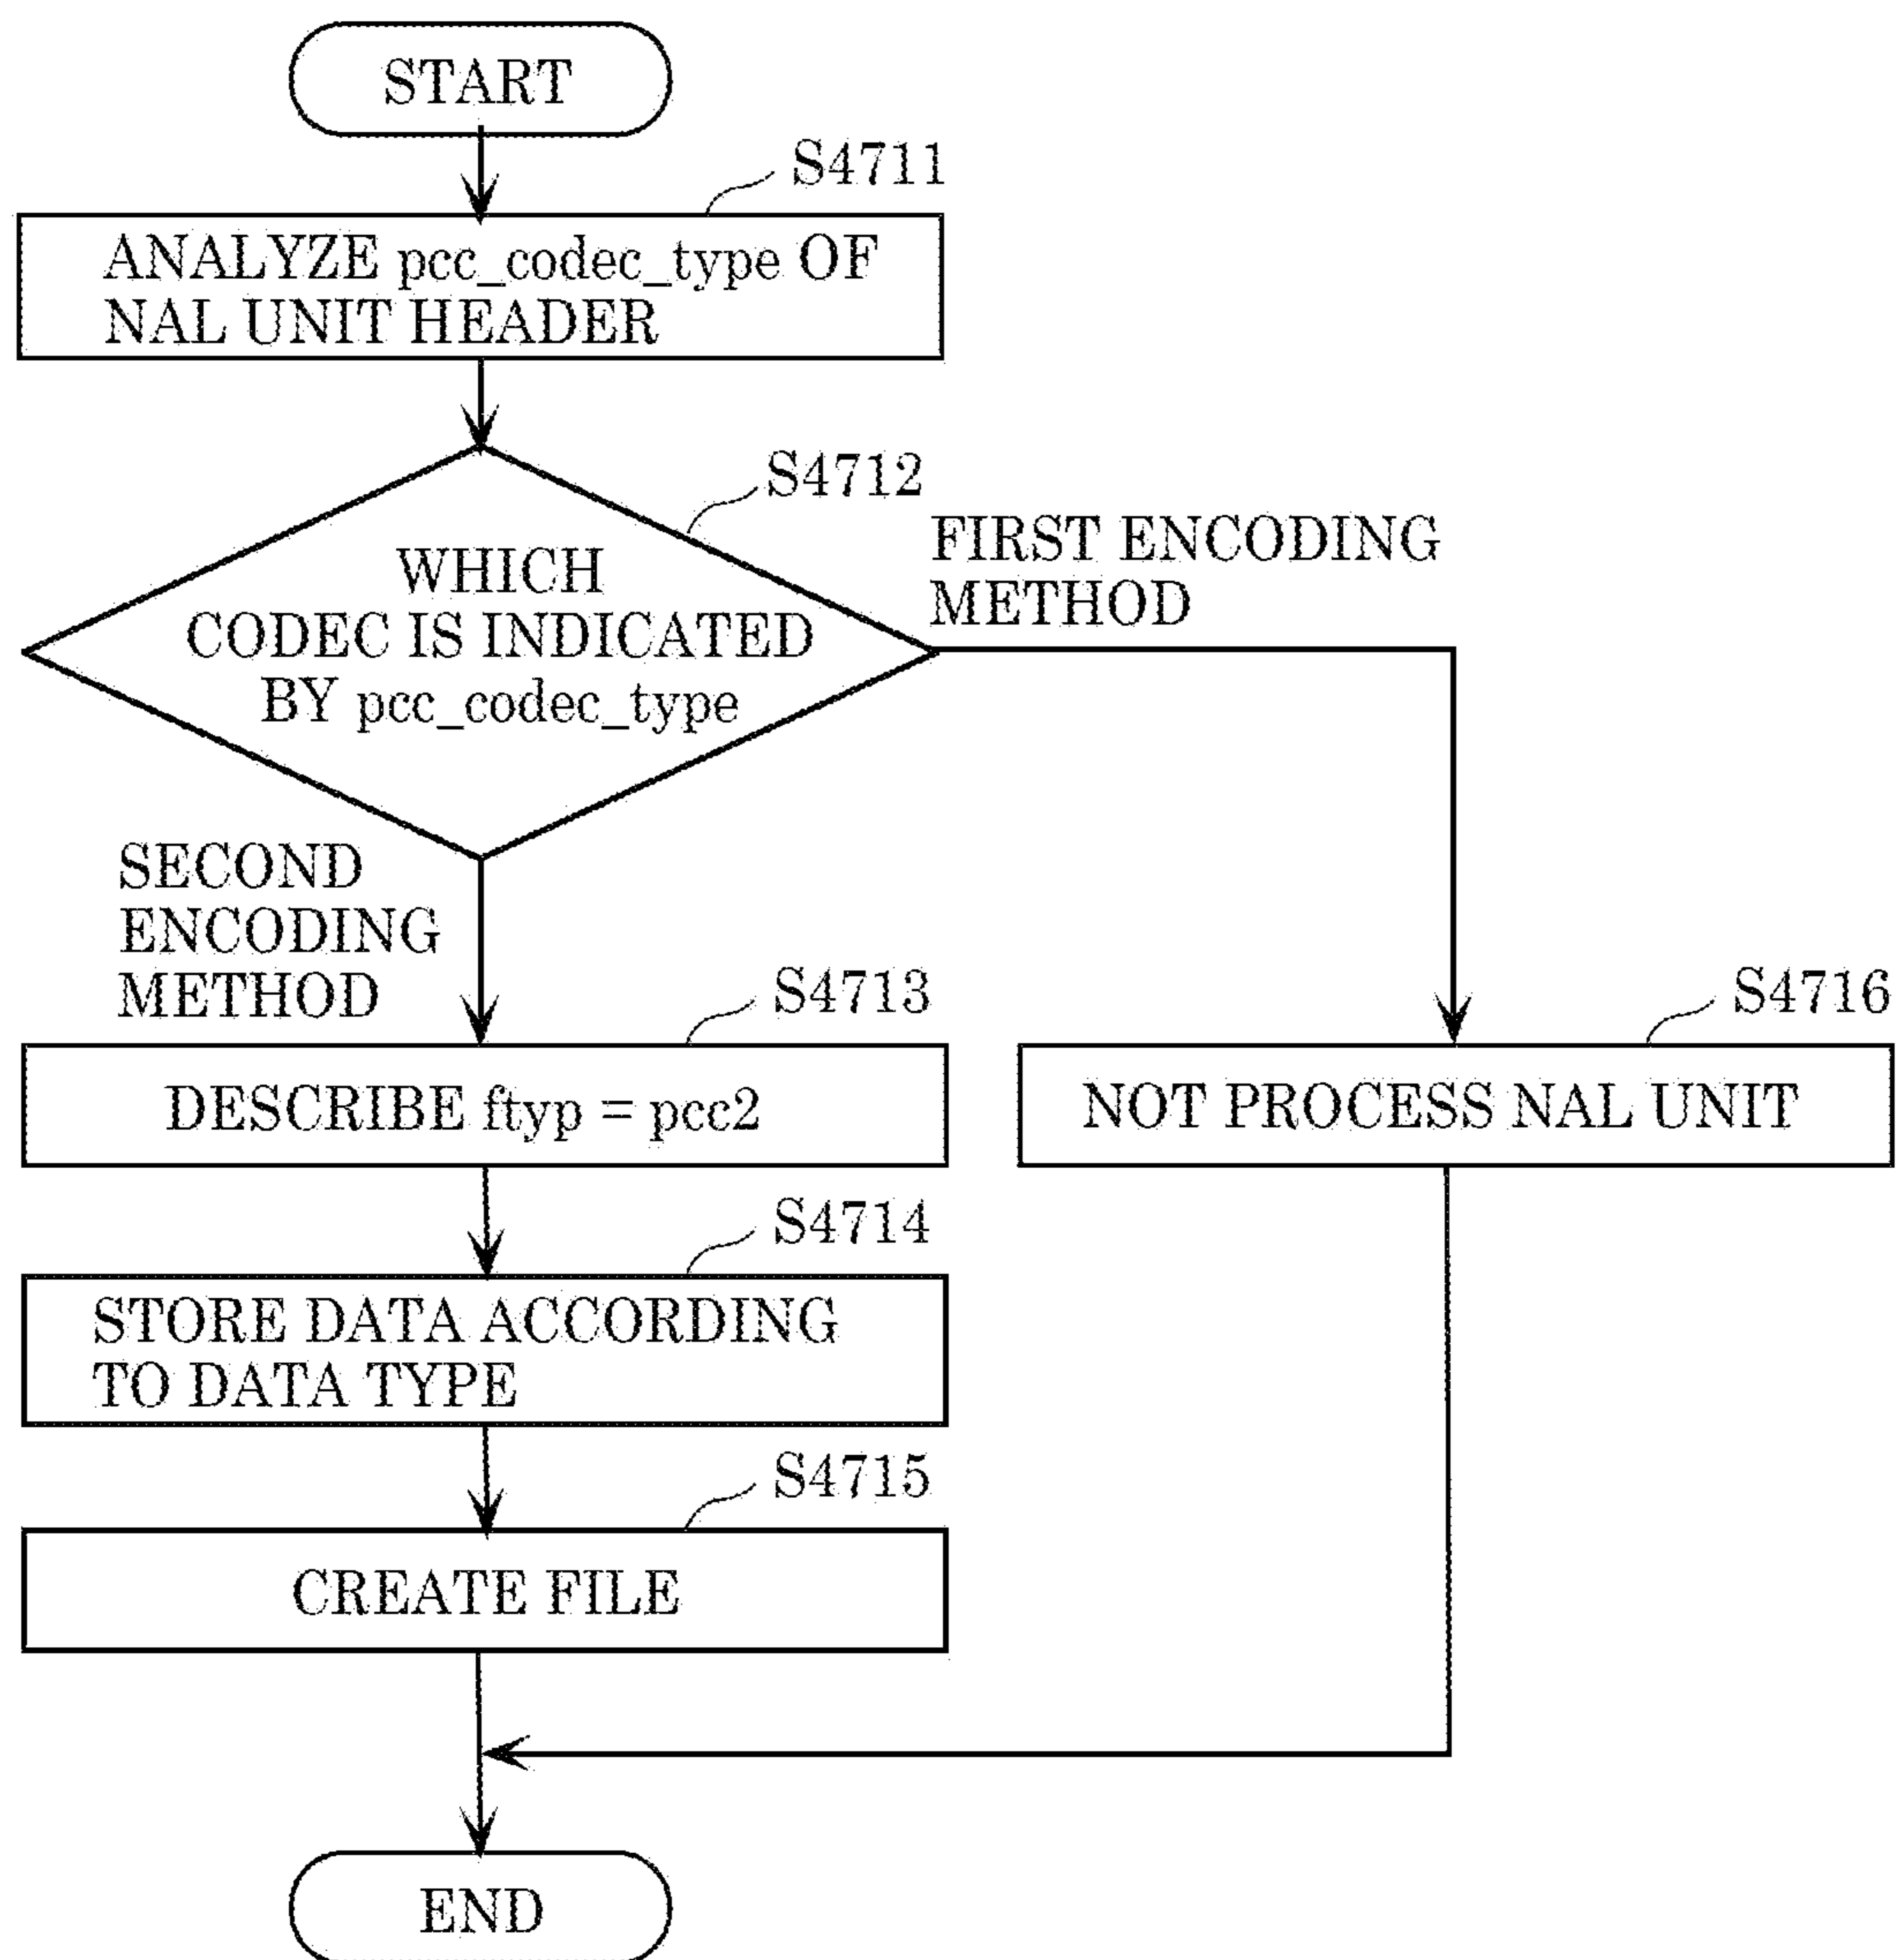 START
S4711
ANALYZE pcc_codec_type OF
NAL UNIT HEADER
S4712
WHICH
CODEC IS INDICATED
BY pcc_codec_type
FIRST ENCODING
METHOD
SECOND
ENCODING
METHOD
S4713
DESCRIBE ftyp = pcc2
S4716
NOT PROCESS NAL UNIT
S4714
STORE DATA ACCORDING
TO DATA TYPE
S4715
CREATE FILE
END